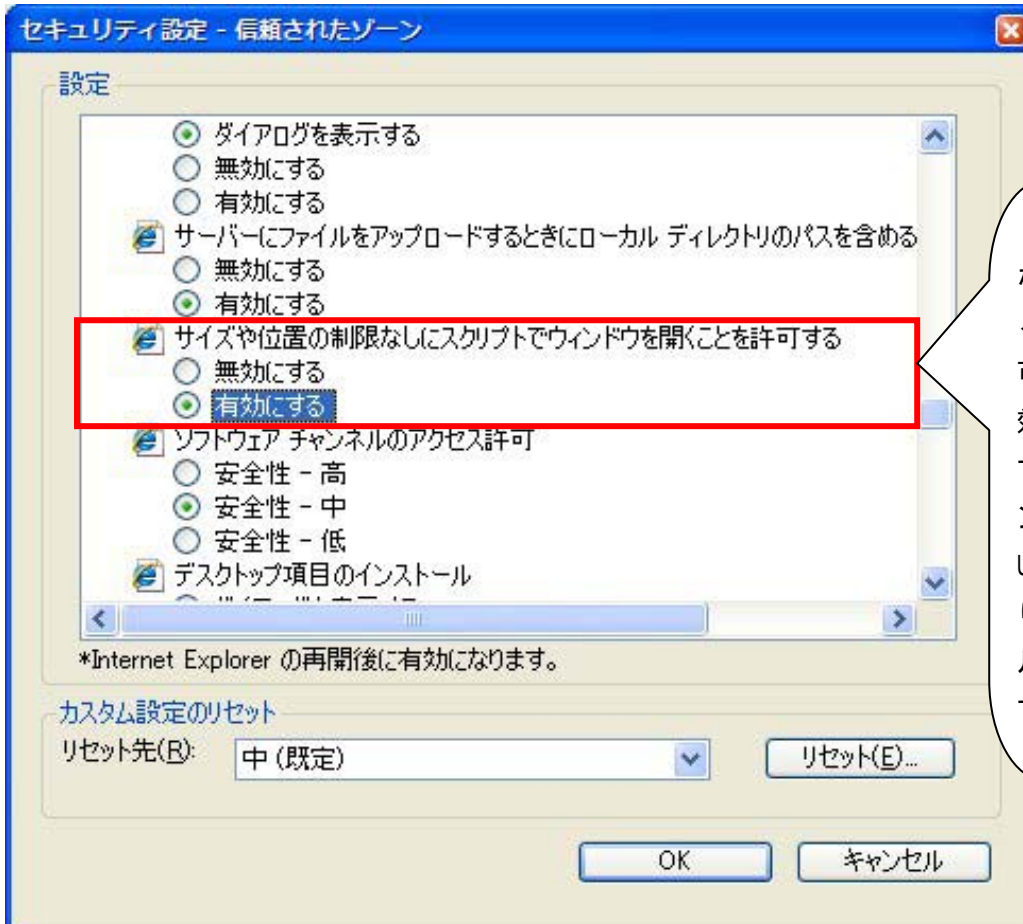 セキュリティ設定 - 信頼されたゾーン
設定
ダイアログを表示する
無効にする
有効にする
サーバーにファイルをアップロードするときにローカル ディレクトリのパスを含める
無効にする
有効にする
サイズや位置の制限なしにスクリプトでウィンドウを開くことを許可する
無効にする
有効にする
ソフトウェア チャンネルのアクセス許可
安全性 - 高
安全性 - 中
安全性 - 低
デスクトップ項目のインストール
*Internet Explorer の再開後に有効になります。
カスタム設定のリセット
リセット先(R):
中 (既定)
リセット(E)...
OK
キャンセル